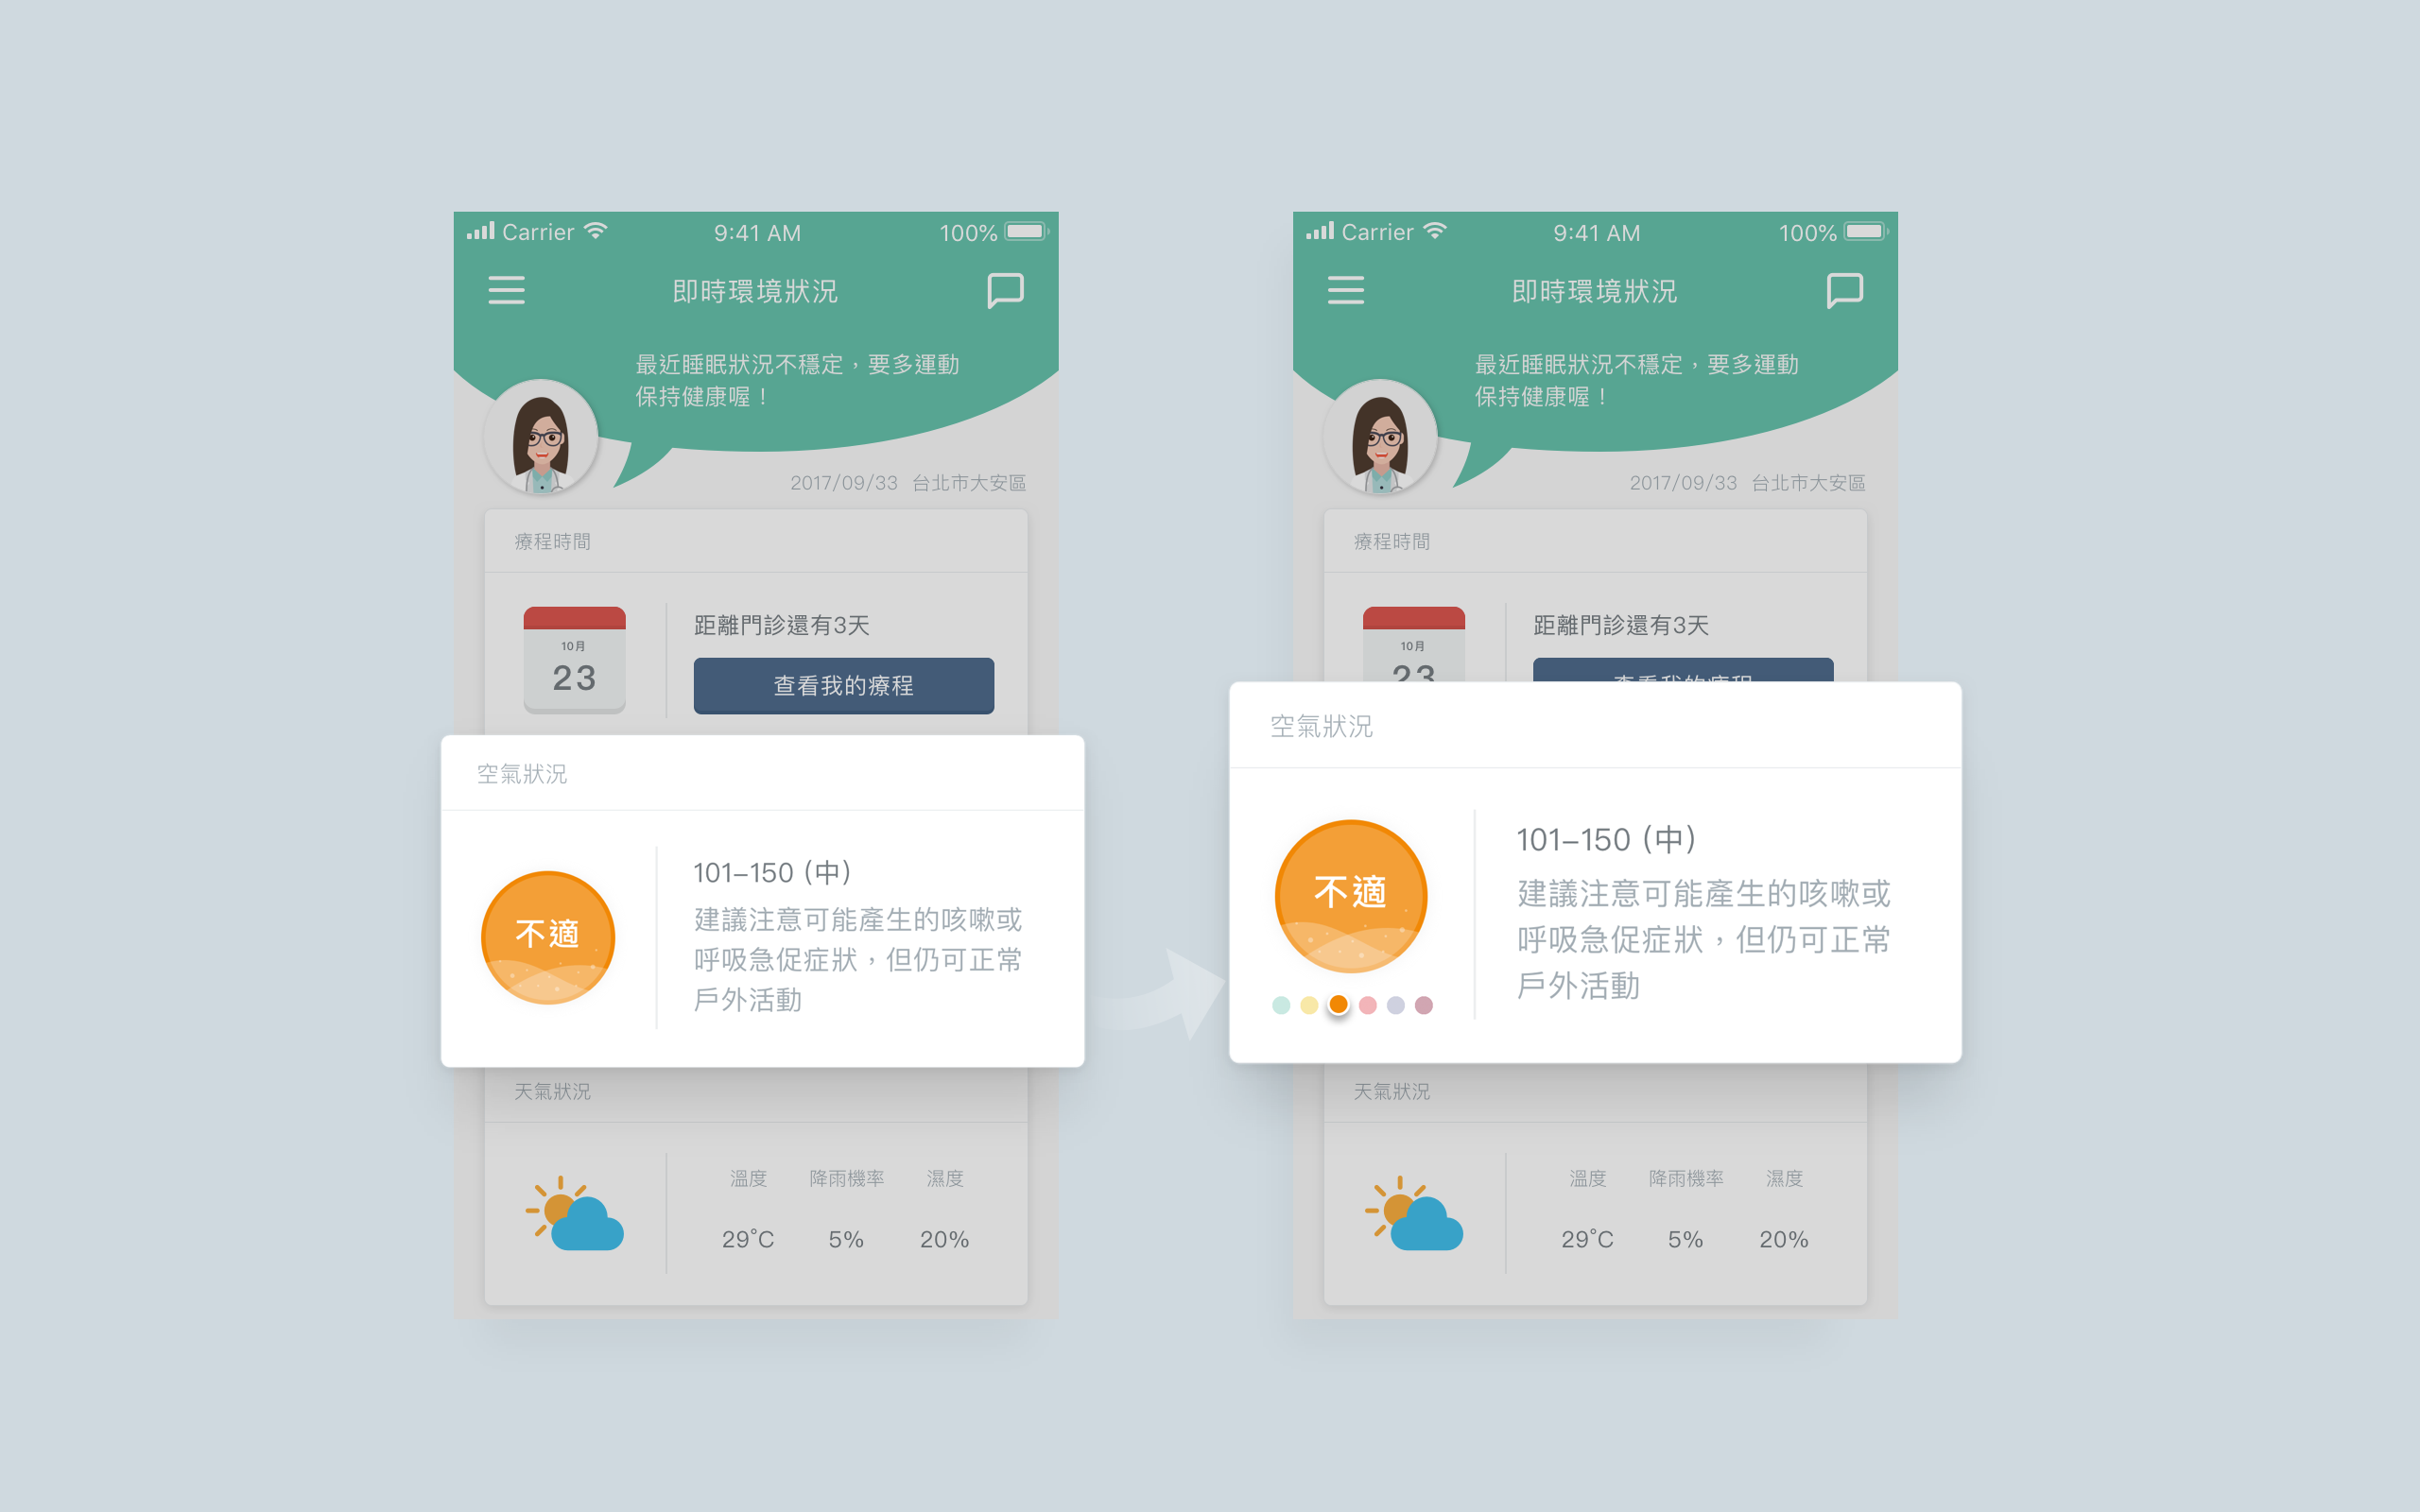 Carrier 9:41 AM 100%
即時環境狀況
最近睡眠狀況不穩定，要多運動
保持健康喔！
2017/09/33 台北市大安區
療程時間
10月
23
距離門診還有3天
查看我的療程
空氣狀況
不適
101–150 (中)
建議注意可能產生的咳嗽或
呼吸急促症狀，但仍可正常
戶外活動
天氣狀況
溫度 降雨機率 濕度
29°C 5% 20%
Carrier 9:41 AM 100%
即時環境狀況
最近睡眠狀況不穩定，要多運動
保持健康喔！
2017/09/33 台北市大安區
療程時間
10月
23
距離門診還有3天
查看我的療程
空氣狀況
不適
101–150 (中)
建議注意可能產生的咳嗽或
呼吸急促症狀，但仍可正常
戶外活動
天氣狀況
溫度 降雨機率 濕度
29°C 5% 20%